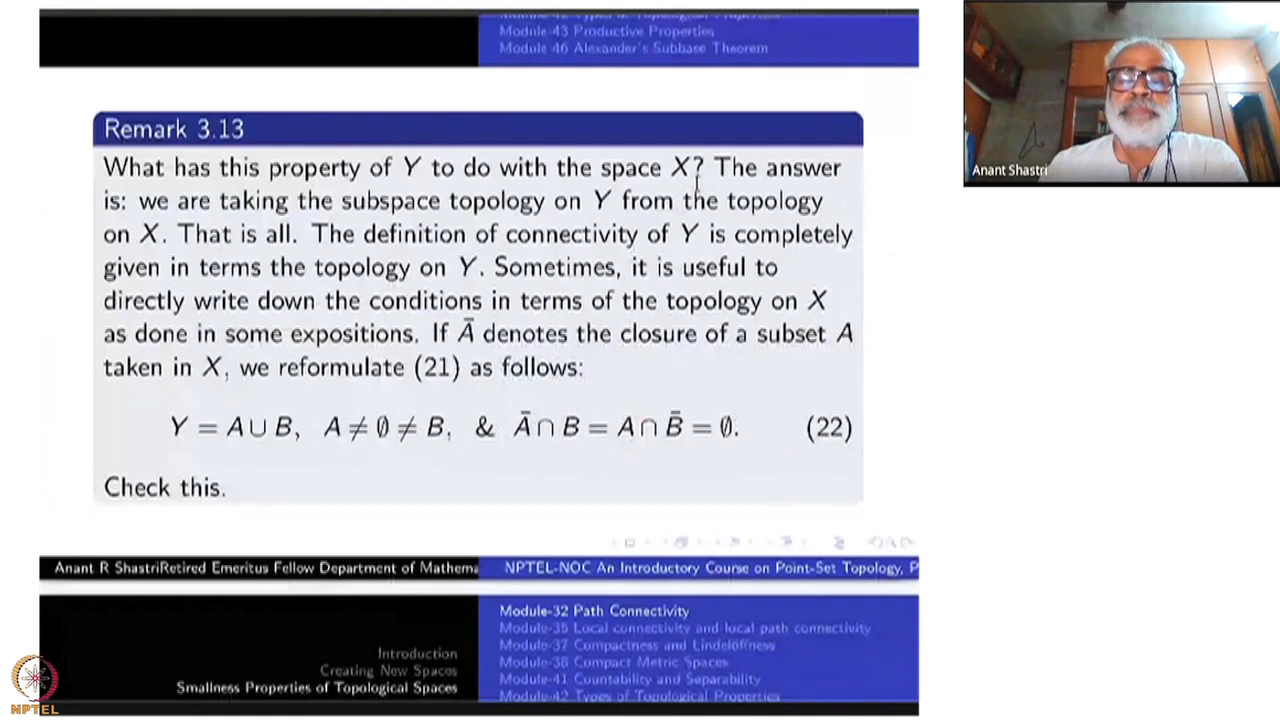 Module-43 Productive Properties
Module 46 Alexander's Subbase Theorem
Remark 3.13
What has this property of Y to do with the space X? The answer
is: we are taking the subspace topology on Y from the topology
on X. That is all. The definition of connectivity of Y is completely
given in terms the topology on Y. Sometimes, it is useful to
directly write down the conditions in terms of the topology on X
as done in some expositions. If Ā denotes the closure of a subset A
taken in X, we reformulate (21) as follows:
Y = A ∪ B, A ≠ ∅ ≠ B, & Ā ∩ B = A ∩ B̄ = ∅. (22)
Check this.
Anant R ShastriRetired Emeritus Fellow Department of Mathema
NPTEL-NOC An Introductory Course on Point-Set Topology, P
Introduction
Creating New Spaces
Smallness Properties of Topological Spaces
Module-32 Path Connectivity
Module-35 Local connectivity and local path connectivity
Module-37 Compactness and Lindelöfness
Module-38 Compact Metric Spaces
Module-41 Countability and Separability
Module-42 Types of Topological Properties
Anant Shastri
NPTEL